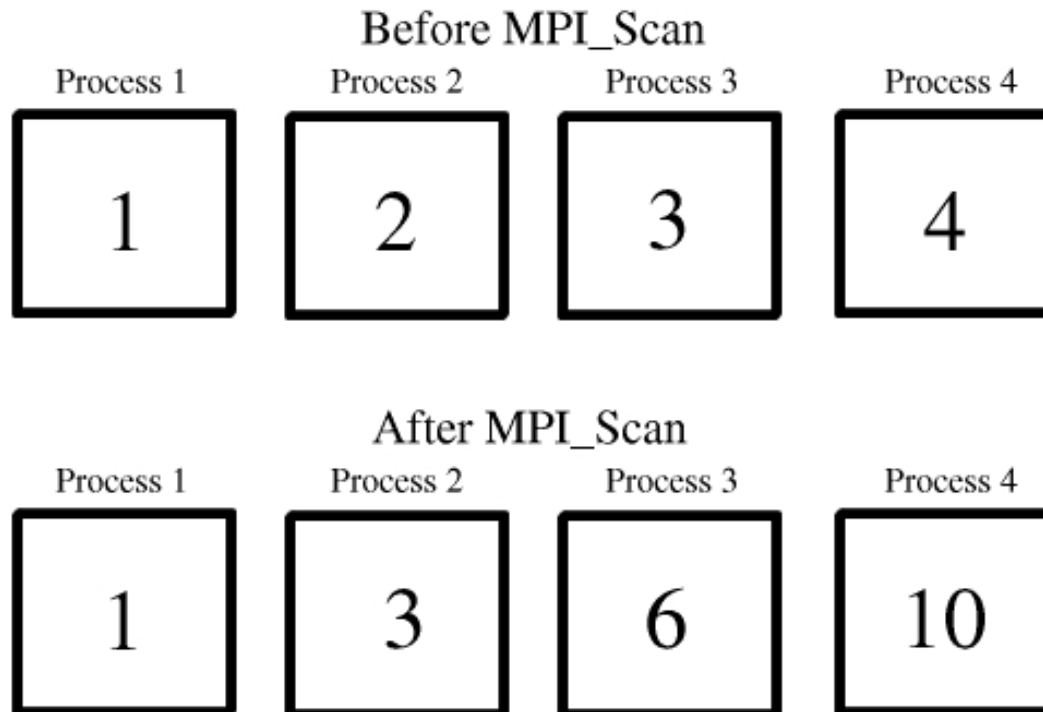 Before MPI_Scan
Process 1 Process 2 Process 3 Process 4
1 2 3 4
After MPI_Scan
Process 1 Process 2 Process 3 Process 4
1 3 6 10